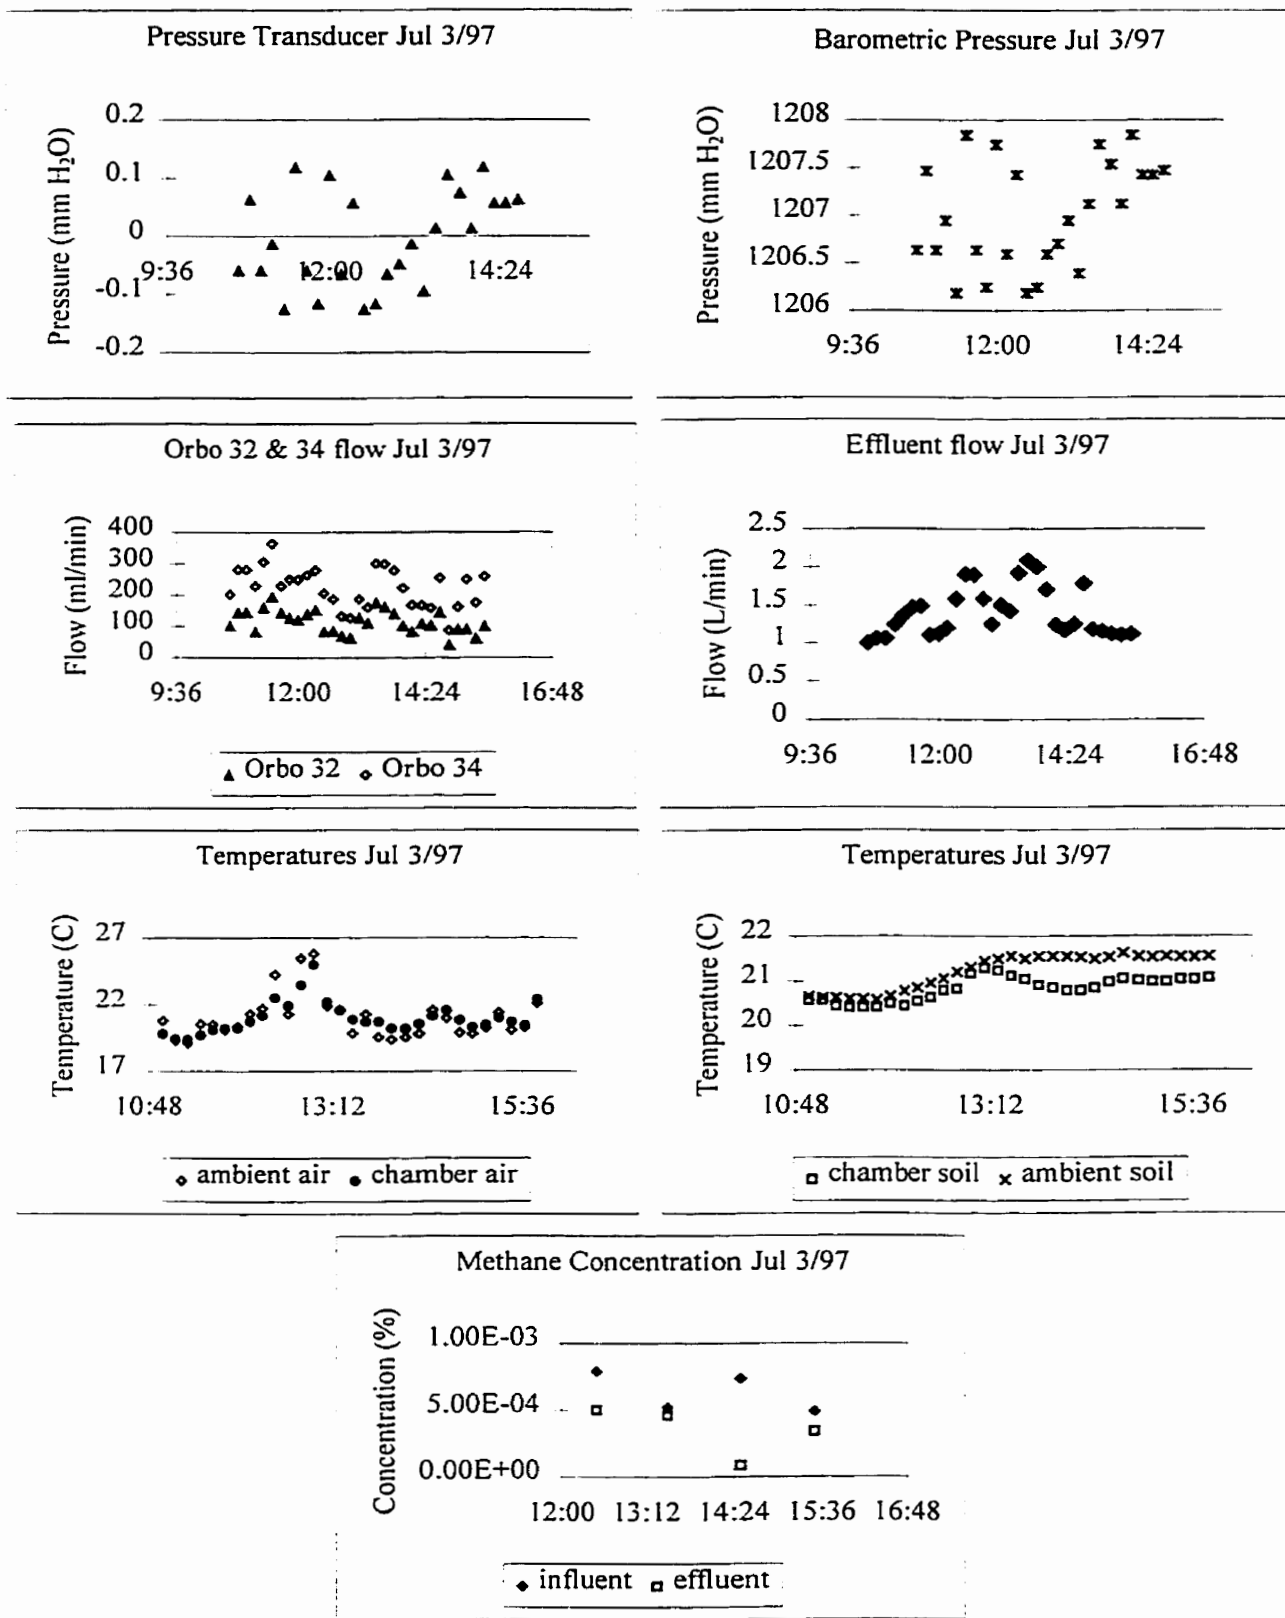 Pressure Transducer Jul 3/97
Pressure (mm H₂O)
0.2
0.1
0
-0.1
-0.2
9:36 12:00 14:24
Barometric Pressure Jul 3/97
Pressure (mm H₂O)
1208
1207.5
1207
1206.5
1206
9:36 12:00 14:24
Orbo 32 & 34 flow Jul 3/97
Flow (ml/min)
400
300
200
100
0
9:36 12:00 14:24 16:48
Orbo 32 Orbo 34
Effluent flow Jul 3/97
Flow (L/min)
2.5
2
1.5
1
0.5
0
9:36 12:00 14:24 16:48
Temperatures Jul 3/97
Temperature (C)
27
22
17
10:48 13:12 15:36
ambient air chamber air
Temperatures Jul 3/97
Temperature (C)
22
21
20
19
10:48 13:12 15:36
chamber soil ambient soil
Methane Concentration Jul 3/97
Concentration (%)
1.00E-03
5.00E-04
0.00E+00
12:00 13:12 14:24 15:36 16:48
influent effluent